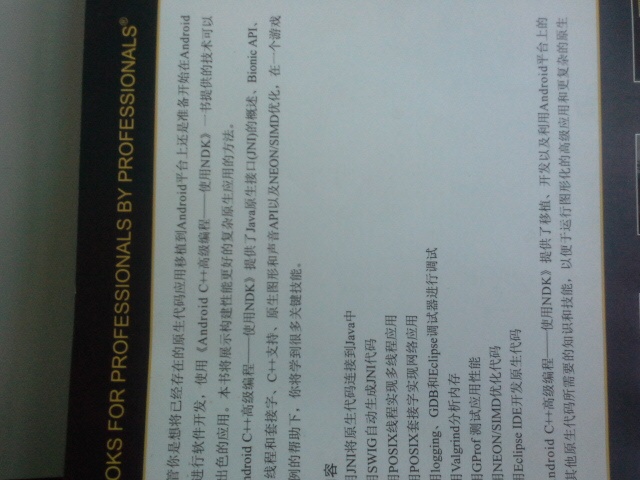 OKS FOR PROFESSIONALS BY PROFESSIONALS®
管你是想将已经存在的原生代码应用移植到Android平台上还是准备开始在Android
进行软件开发，使用《Android C++高级编程——使用NDK》一书提供的技术可以
出色的应用。本书将展示构建性能更好的复杂原生应用的方法。
ndroid C++高级编程——使用NDK》提供了Java原生接口(JNI)的概述、Bionic API、
线程和套接字、C++支持、原生图形和声音API以及NEON/SIMD优化，在一个游戏
例的帮助下，你将学到很多关键技能。
容
用JNI将原生代码连接到Java中
用SWIG自动生成JNI代码
用POSIX线程实现多线程应用
用POSIX套接字实现网络应用
用logging、GDB和Eclipse调试器进行调试
用Valgrind分析内存
用GProf 测试应用性能
用NEON/SIMD优化代码
用Eclipse IDE开发原生代码
ndroid C++高级编程——使用NDK》提供了移植、开发以及利用Android平台上的
其他原生代码所需要的知识和技能，以便于运行图形化的高级应用和更复杂的原生